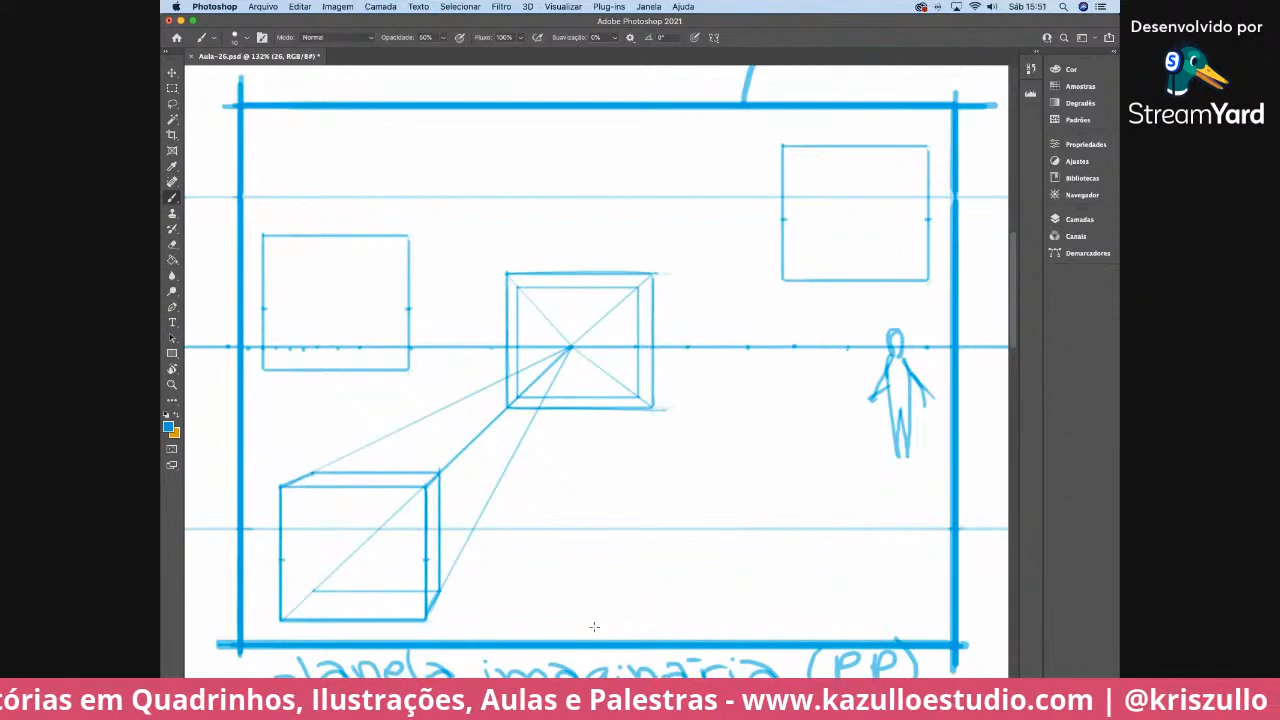 Photoshop Arquivo Editar Imagem Camada Texto Selecionar Filtro 3D Visualizar Plug-ins Janela Ajuda Sáb 15:51
Adobe Photoshop 2021
Modo: Normal Opacidade: 50% Fluxo: 100% Suavização: 0% 0°
Aula-26.psd @ 132% (26, RGB/8#) *
Cor
Amostras
Degradês
Padrões
Propriedades
Ajustes
Bibliotecas
Navegador
Camadas
Canais
Demarcadores
Desenvolvido por
StreamYard
Janela imaginária (PP)
tórias em Quadrinhos, Ilustrações, Aulas e Palestras - www.kazulloestudio.com | @kriszullo